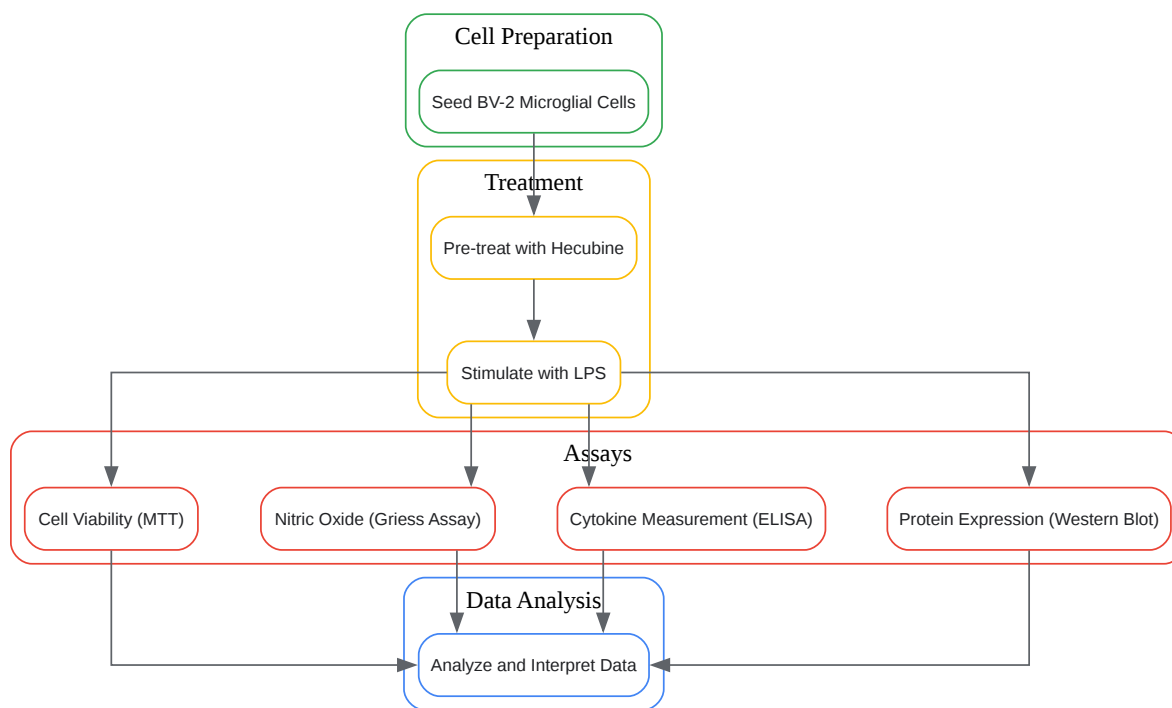 Cell Preparation
Seed BV-2 Microglial Cells
Treatment
Pre-treat with Hecubine
Stimulate with LPS
Assays
Cell Viability (MTT)
Nitric Oxide (Griess Assay)
Cytokine Measurement (ELISA)
Protein Expression (Western Blot)
Data Analysis
Analyze and Interpret Data